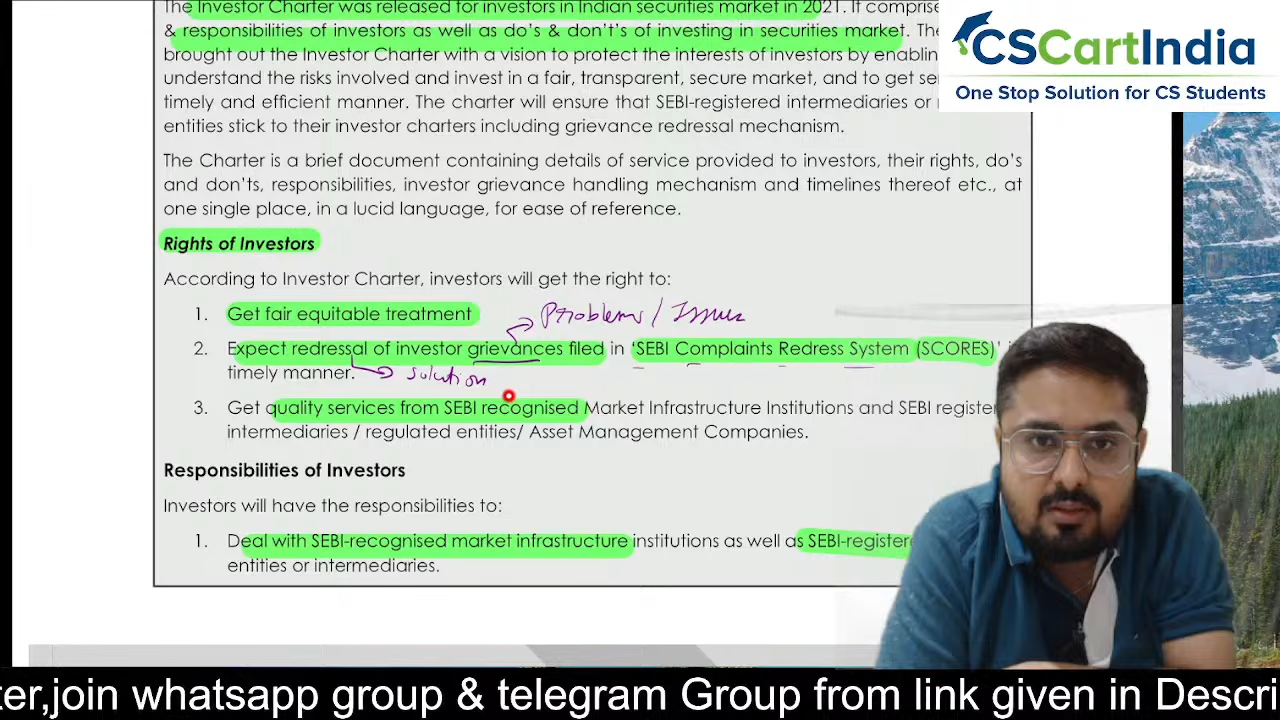 The Investor Charter was released for investors in Indian securities market in 2021. It comprise
& responsibilities of investors as well as do's & don't's of investing in securities market. The
brought out the Investor Charter with a vision to protect the interests of investors by enabling
understand the risks involved and invest in a fair, transparent, secure market, and to get se
timely and efficient manner. The charter will ensure that SEBI-registered intermediaries or
entities stick to their investor charters including grievance redressal mechanism.
The Charter is a brief document containing details of service provided to investors, their rights, do's
and don'ts, responsibilities, investor grievance handling mechanism and timelines thereof etc., at
one single place, in a lucid language, for ease of reference.
Rights of Investors
According to Investor Charter, investors will get the right to:
1. Get fair equitable treatment
Problems / Issues
2. Expect redressal of investor grievances filed in 'SEBI Complaints Redress System (SCORES)' i
timely manner.
solution
3. Get quality services from SEBI recognised Market Infrastructure Institutions and SEBI register
intermediaries / regulated entities/ Asset Management Companies.
Responsibilities of Investors
Investors will have the responsibilities to:
1. Deal with SEBI-recognised market infrastructure institutions as well as SEBI-registere
entities or intermediaries.
CSCartIndia
One Stop Solution for CS Students
ter,join whatsapp group & telegram Group from link given in Descri